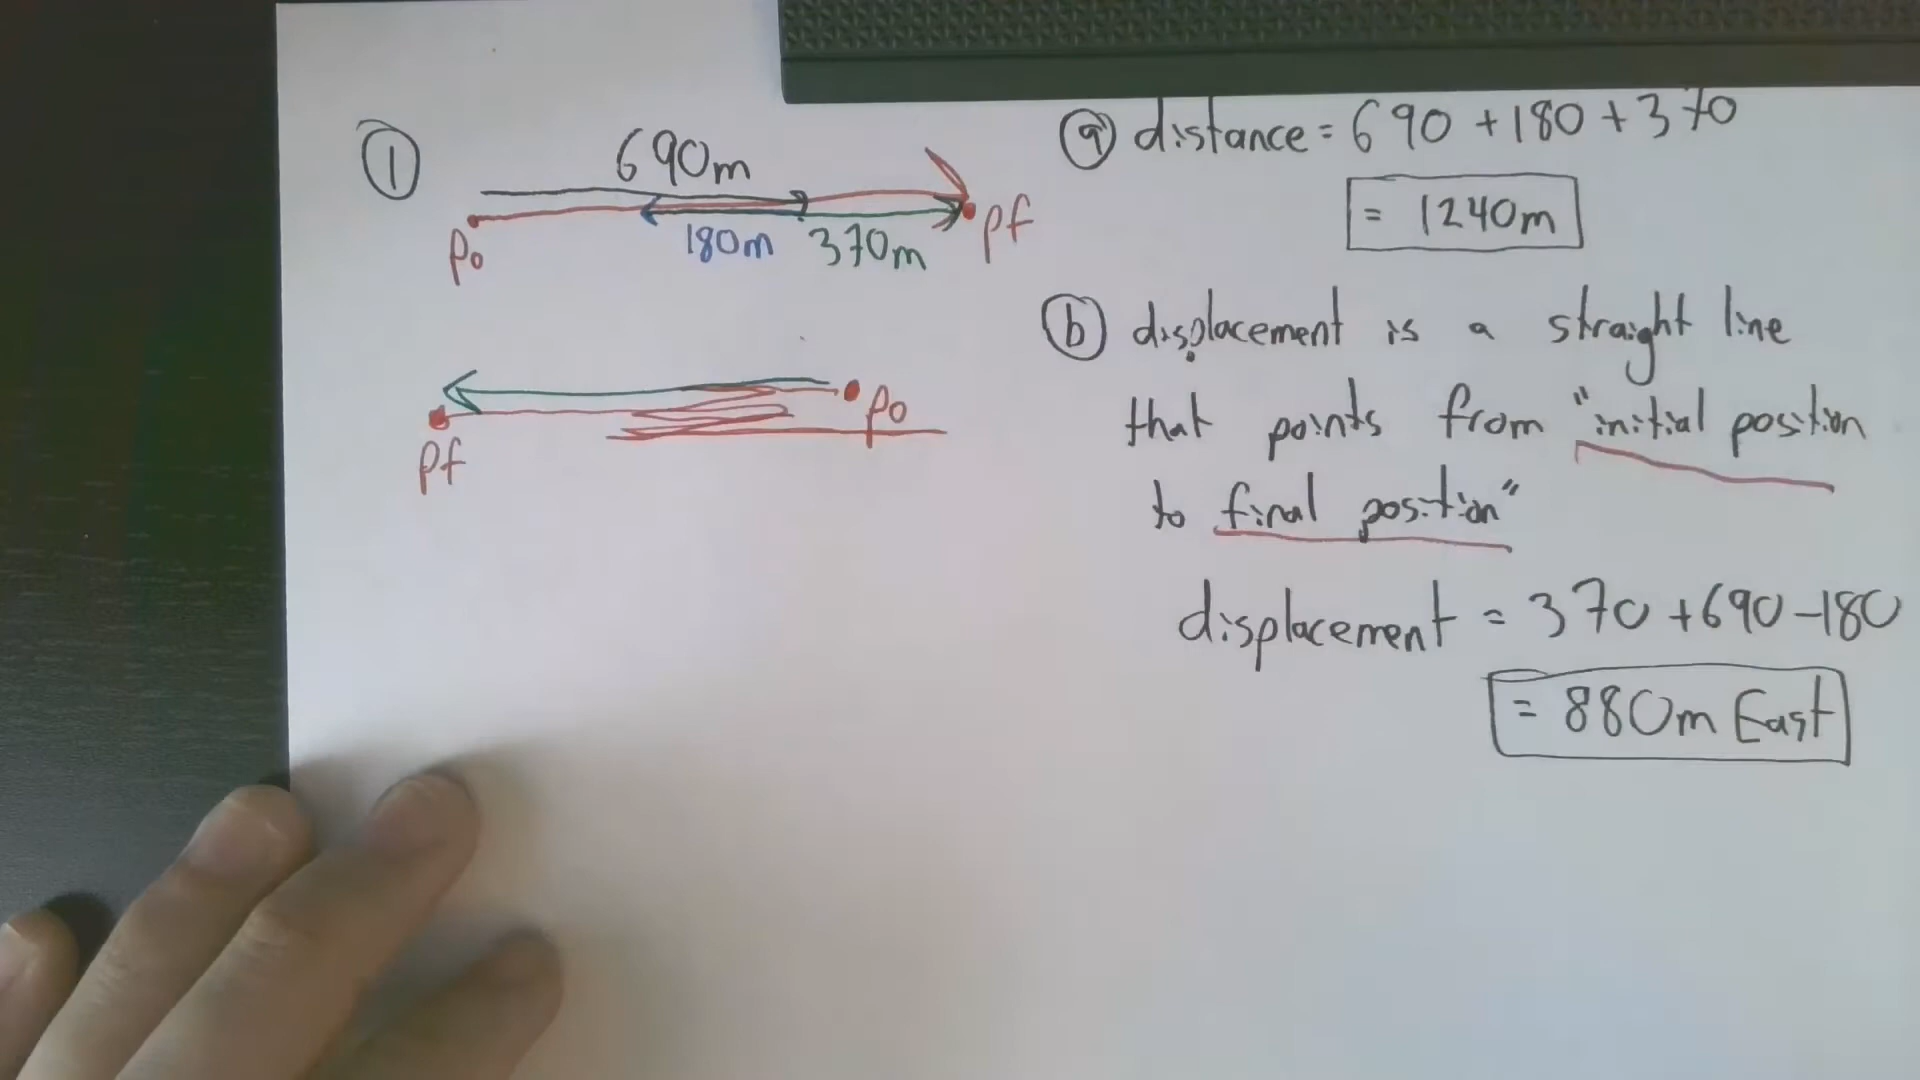 ①
690m
180m
370m
po
pf
po
pf
ⓐ distance = 690 + 180 + 370
= 1240m
ⓑ displacement is a straight line
that points from "initial position
to final position"
displacement = 370 + 690 - 180
= 880m East